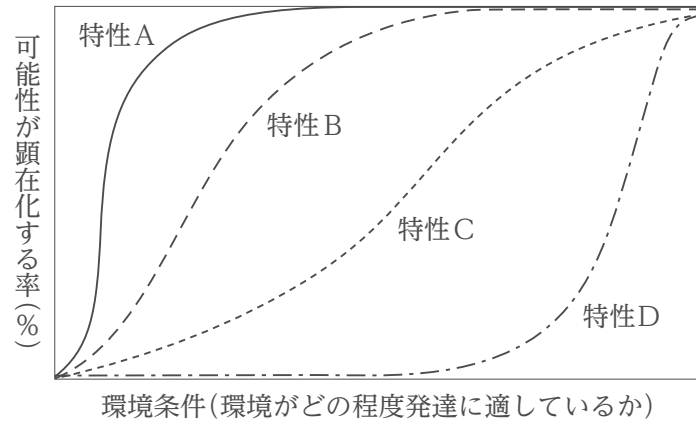 特性A
可能性が顕在化する率(%)
特性B
特性C
特性D
環境条件(環境がどの程度発達に適しているか)